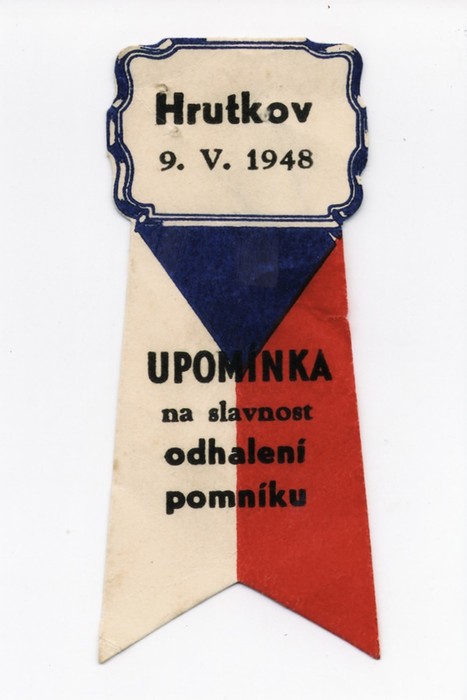 Hrutkov
9. V. 1948
UPOMÍNKA
na slavnost
odhalení
pomníku